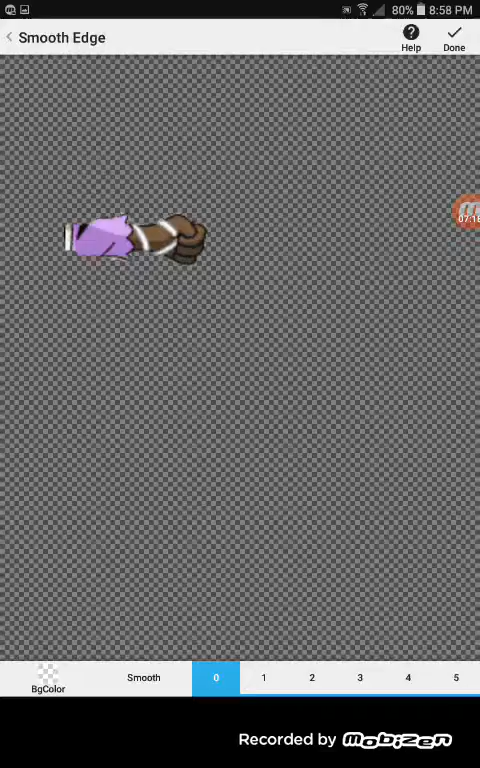 80% 8:58 PM
Smooth Edge
Help
Done
BgColor
Smooth
0 1 2 3 4 5
Recorded by Mobizen